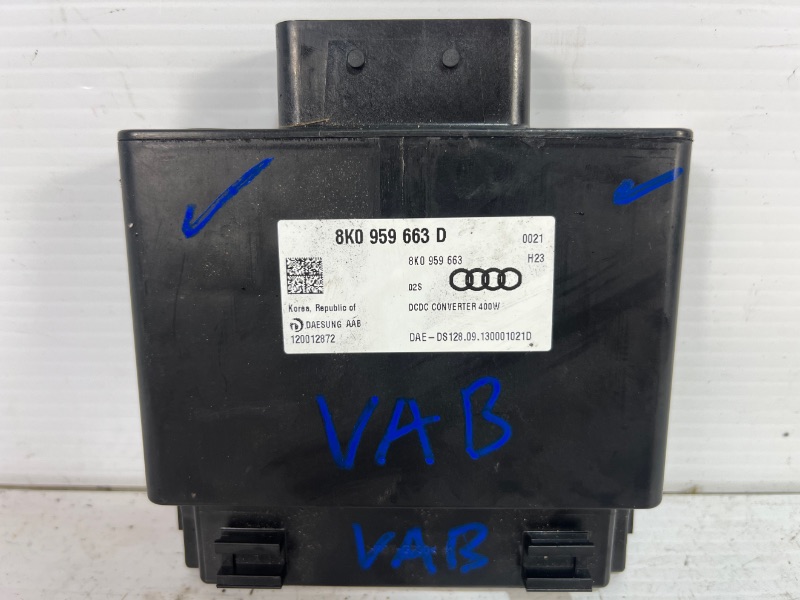 8K0 959 663 D
0021
8K0 959 663
H23
02S
Korea, Republic of
DCDC CONVERTER 400W
DAESUNG AAB
120012872
DAE-DS128.09.130001021D
VAB
VAB